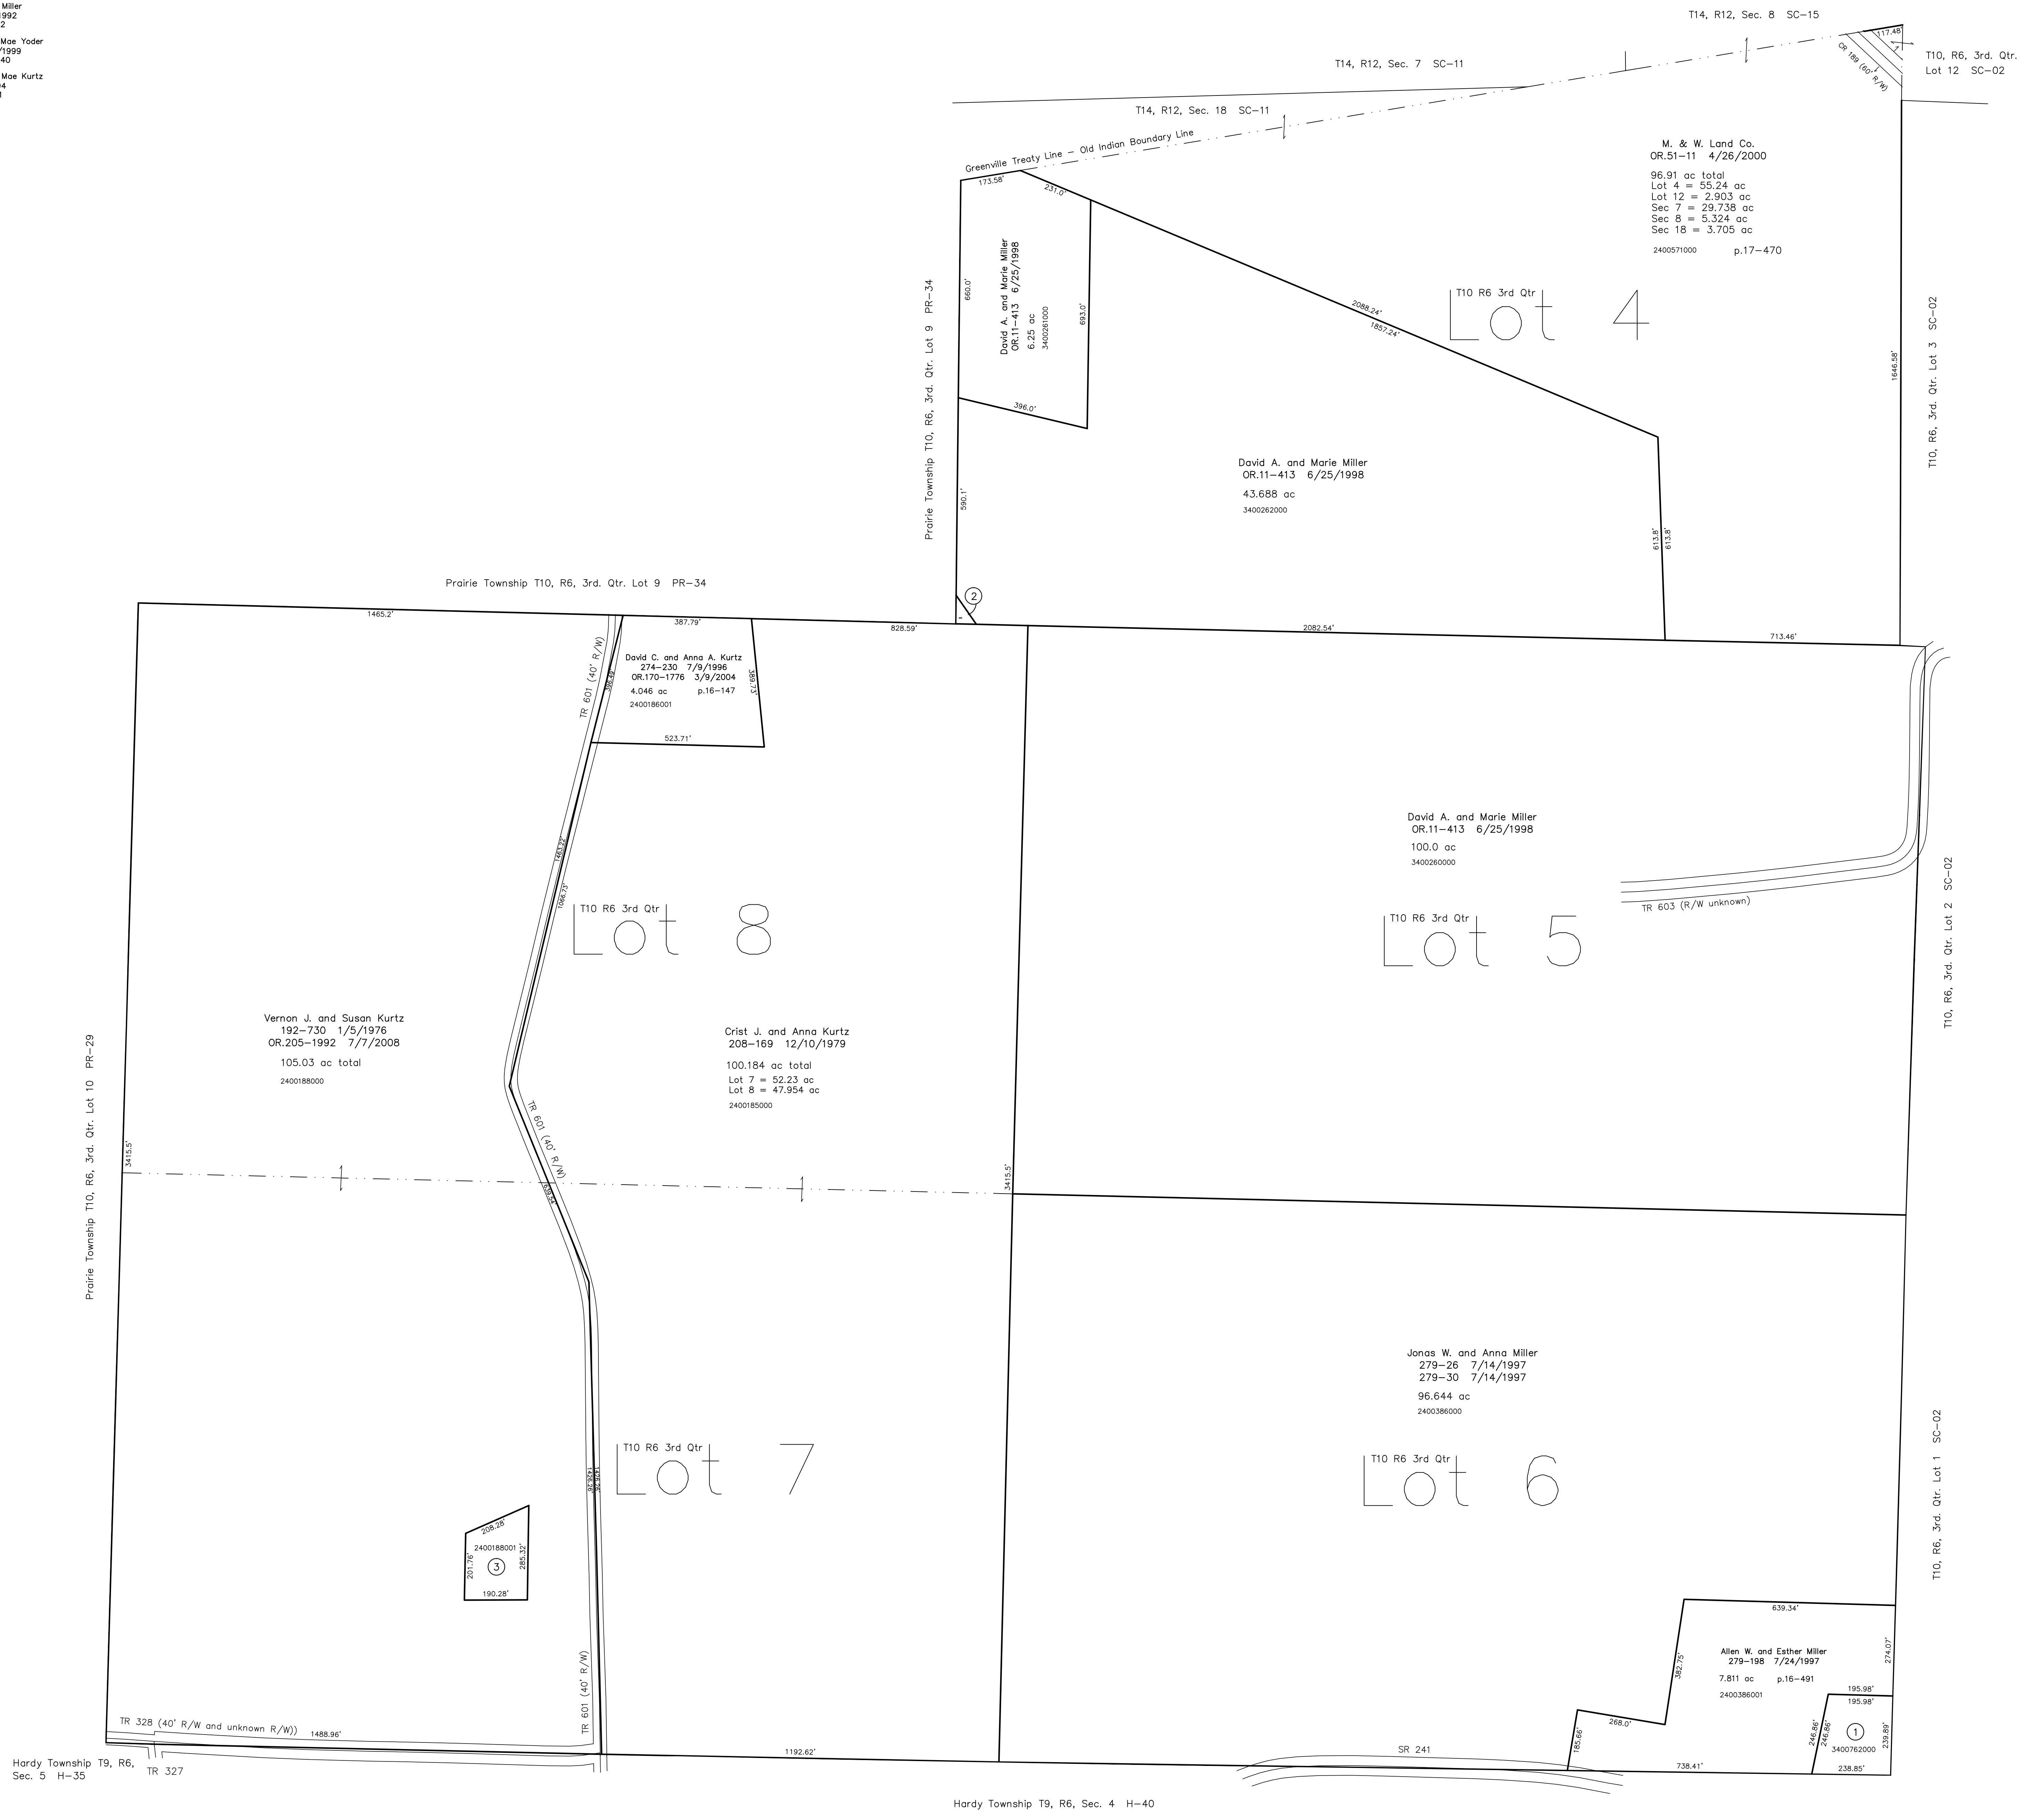 Miller
1992
2
Mae Yoder
/1999
40
Mae Kurtz
94
1
T14, R12, Sec. 8 SC-15
117.48'
T10, R6, 3rd. Qtr.
Lot 12 SC-02
CR 189 (60' R/W)
T14, R12, Sec. 7 SC-11
T14, R12, Sec. 18 SC-11
Greenville Treaty Line - Old Indian Boundary Line
173.58'
231.0'
M. & W. Land Co.
OR.51-11 4/26/2000
96.91 ac total
Lot 4 = 55.24 ac
Lot 12 = 2.903 ac
Sec 7 = 29.738 ac
Sec 8 = 5.324 ac
Sec 18 = 3.705 ac
2400571000 p.17-470
T10 R6 3rd Qtr
Lot 4
2088.24'
1857.24'
1646.58'
T10, R6, 3rd. Qtr. Lot 3 SC-02
Prairie Township T10, R6, 3rd. Qtr. Lot 9 PR-34
660.0'
David A. and Marie Miller
OR.11-413 6/25/1998
6.25 ac
3400261000
693.0'
396.0'
590.1'
David A. and Marie Miller
OR.11-413 6/25/1998
43.688 ac
3400262000
613.8'
613.8'
2
Prairie Township T10, R6, 3rd. Qtr. Lot 9 PR-34
1465.2'
387.79'
828.59'
2082.54'
713.46'
TR 601 (40' R/W)
396.49'
David C. and Anna A. Kurtz
274-230 7/9/1996
OR.170-1776 3/9/2004
4.046 ac p.16-147
2400186001
389.73'
523.71'
1463.22'
1066.73'
T10 R6 3rd Qtr
Lot 8
David A. and Marie Miller
OR.11-413 6/25/1998
100.0 ac
3400260000
T10 R6 3rd Qtr
Lot 5
TR 603 (R/W unknown)
T10, R6, 3rd. Qtr. Lot 2 SC-02
Vernon J. and Susan Kurtz
192-730 1/5/1976
OR.205-1992 7/7/2008
105.03 ac total
2400188000
Crist J. and Anna Kurtz
208-169 12/10/1979
100.184 ac total
Lot 7 = 52.23 ac
Lot 8 = 47.954 ac
2400185000
Prairie Township T10, R6, 3rd. Qtr. Lot 10 PR-29
3415.5'
TR 601 (40' R/W)
639.54'
3415.5'
Jonas W. and Anna Miller
279-26 7/14/1997
279-30 7/14/1997
96.644 ac
2400386000
T10 R6 3rd Qtr
Lot 7
T10 R6 3rd Qtr
Lot 6
1426.26'
1426.26'
T10, R6, 3rd. Qtr. Lot 1 SC-02
208.28'
2400188001
3
201.76'
285.32'
190.28'
639.34'
382.75'
Allen W. and Esther Miller
279-198 7/24/1997
7.811 ac p.16-491
2400386001
274.07'
195.98'
195.98'
1
3400762000
246.86'
246.86'
239.89'
268.0'
185.66'
TR 601 (40' R/W)
TR 328 (40' R/W and unknown R/W))
1488.96'
1192.62'
SR 241
738.41'
238.85'
Hardy Township T9, R6,
Sec. 5 H-35
TR 327
Hardy Township T9, R6, Sec. 4 H-40